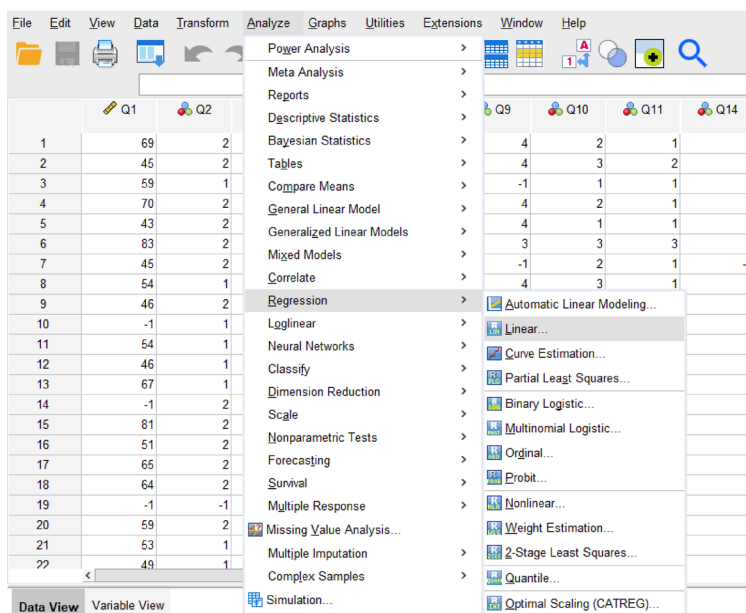 File Edit View Data Transform Analyze Graphs Utilities Extensions Window Help
Power Analysis
Meta Analysis
Reports
Descriptive Statistics
Bayesian Statistics
Tables
Compare Means
General Linear Model
Generalized Linear Models
Mixed Models
Correlate
Regression
Loglinear
Neural Networks
Classify
Dimension Reduction
Scale
Nonparametric Tests
Forecasting
Survival
Multiple Response
Missing Value Analysis...
Multiple Imputation
Complex Samples
Simulation...
Automatic Linear Modeling...
Linear...
Curve Estimation...
Partial Least Squares...
Binary Logistic...
Multinomial Logistic...
Ordinal...
Probit...
Nonlinear...
Weight Estimation...
2-Stage Least Squares...
Quantile...
Optimal Scaling (CATREG)...
Q1 Q2 Q9 Q10 Q11 Q14
1 69 2 4 2 1
2 45 2 4 3 2
3 59 1 -1 1 1
4 70 2 4 2 1
5 43 2 4 1 1
6 83 2 3 3 3
7 45 2 -1 2 1
8 54 1 4 3 1
9 46 2
10 -1 1
11 54 1
12 46 1
13 67 1
14 -1 2
15 81 2
16 51 2
17 65 2
18 64 2
19 -1 -1
20 59 2
21 53 1
22 49 1
Data View Variable View